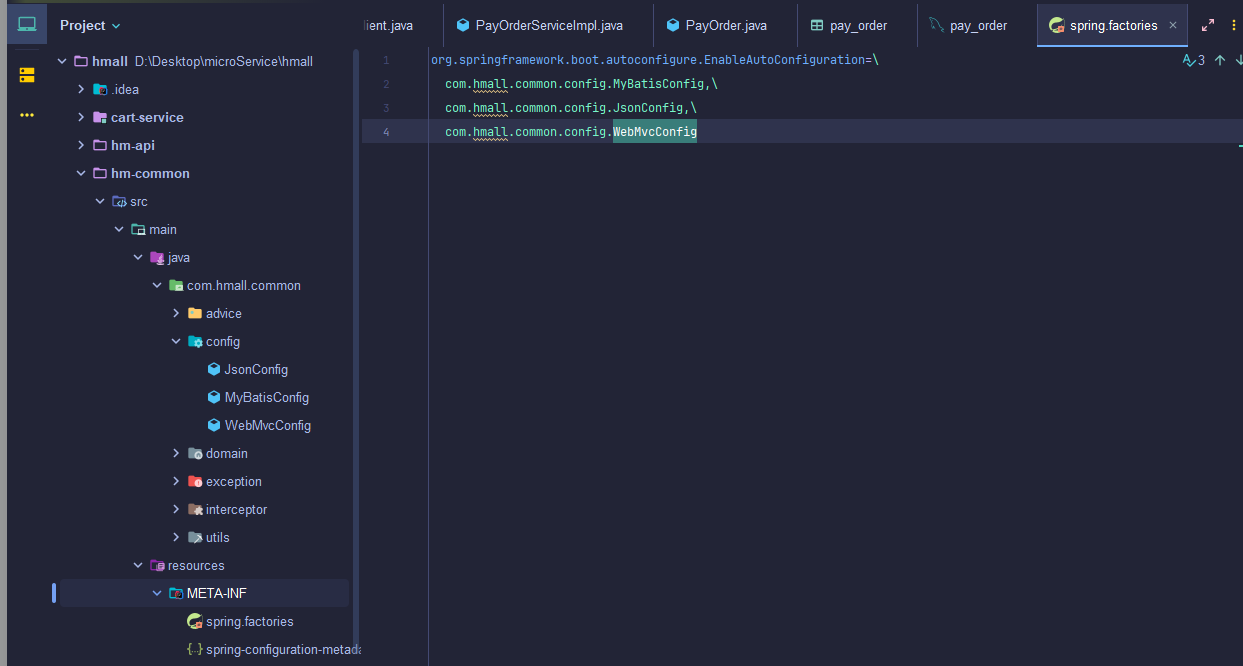 Project
hmall D:\Desktop\microService\hmall
.idea
cart-service
hm-api
hm-common
src
main
java
com.hmall.common
advice
config
JsonConfig
MyBatisConfig
WebMvcConfig
domain
exception
interceptor
utils
resources
META-INF
spring.factories
spring-configuration-metada
lient.java PayOrderServiceImpl.java PayOrder.java pay_order pay_order spring.factories
3
1 org.springframework.boot.autoconfigure.EnableAutoConfiguration=\
2 com.hmall.common.config.MyBatisConfig,\
3 com.hmall.common.config.JsonConfig,\
4 com.hmall.common.config.WebMvcConfig